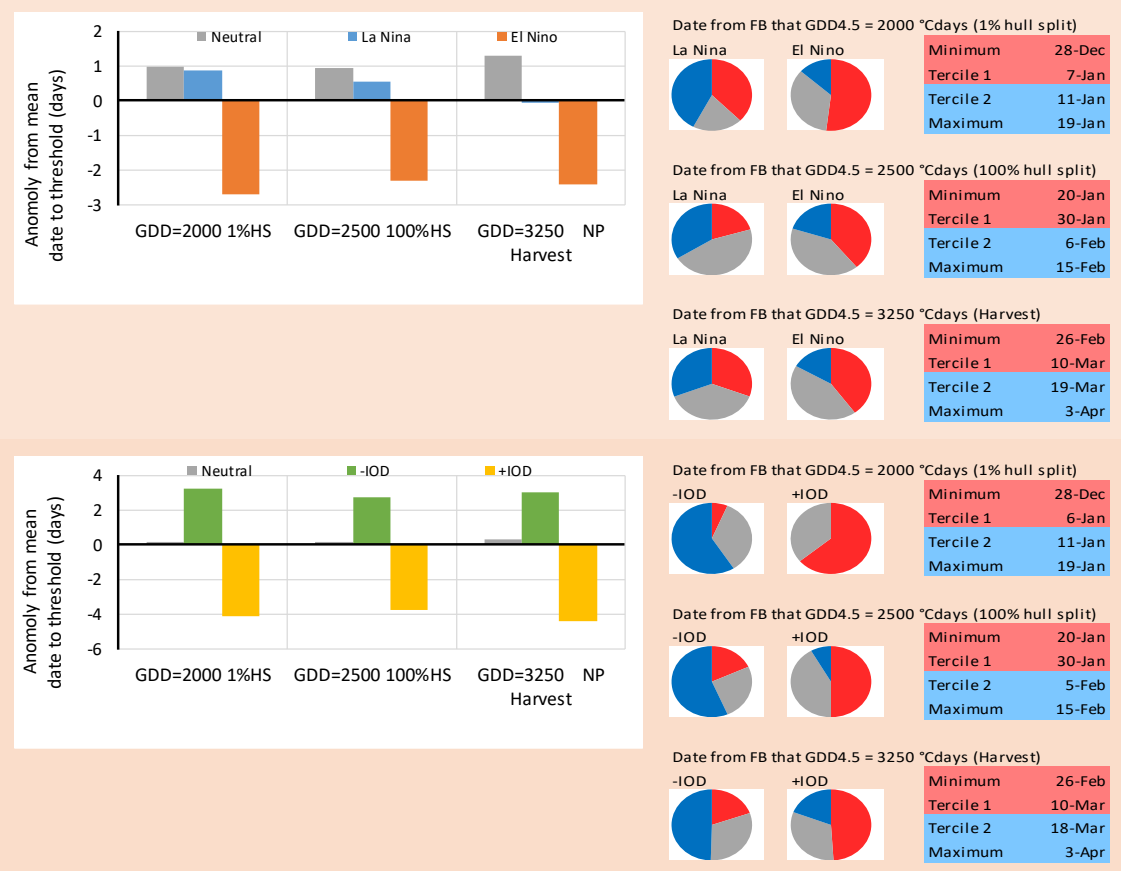 Anomoly from mean
date to threshold (days)
2
1
0
-1
-2
-3
Neutral
La Nina
El Nino
GDD=2000 1%HS
GDD=2500 100%HS
GDD=3250 NP
Harvest
Date from FB that GDD4.5 = 2000 °Cdays (1% hull split)
La Nina
El Nino
Minimum 28-Dec
Tercile 1 7-Jan
Tercile 2 11-Jan
Maximum 19-Jan
Date from FB that GDD4.5 = 2500 °Cdays (100% hull split)
La Nina
El Nino
Minimum 20-Jan
Tercile 1 30-Jan
Tercile 2 6-Feb
Maximum 15-Feb
Date from FB that GDD4.5 = 3250 °Cdays (Harvest)
La Nina
El Nino
Minimum 26-Feb
Tercile 1 10-Mar
Tercile 2 19-Mar
Maximum 3-Apr
Anomoly from mean
date to threshold (days)
4
2
0
-2
-4
-6
Neutral
-IOD
+IOD
GDD=2000 1%HS
GDD=2500 100%HS
GDD=3250 NP
Harvest
Date from FB that GDD4.5 = 2000 °Cdays (1% hull split)
-IOD
+IOD
Minimum 28-Dec
Tercile 1 6-Jan
Tercile 2 11-Jan
Maximum 19-Jan
Date from FB that GDD4.5 = 2500 °Cdays (100% hull split)
-IOD
+IOD
Minimum 20-Jan
Tercile 1 30-Jan
Tercile 2 5-Feb
Maximum 15-Feb
Date from FB that GDD4.5 = 3250 °Cdays (Harvest)
-IOD
+IOD
Minimum 26-Feb
Tercile 1 10-Mar
Tercile 2 18-Mar
Maximum 3-Apr